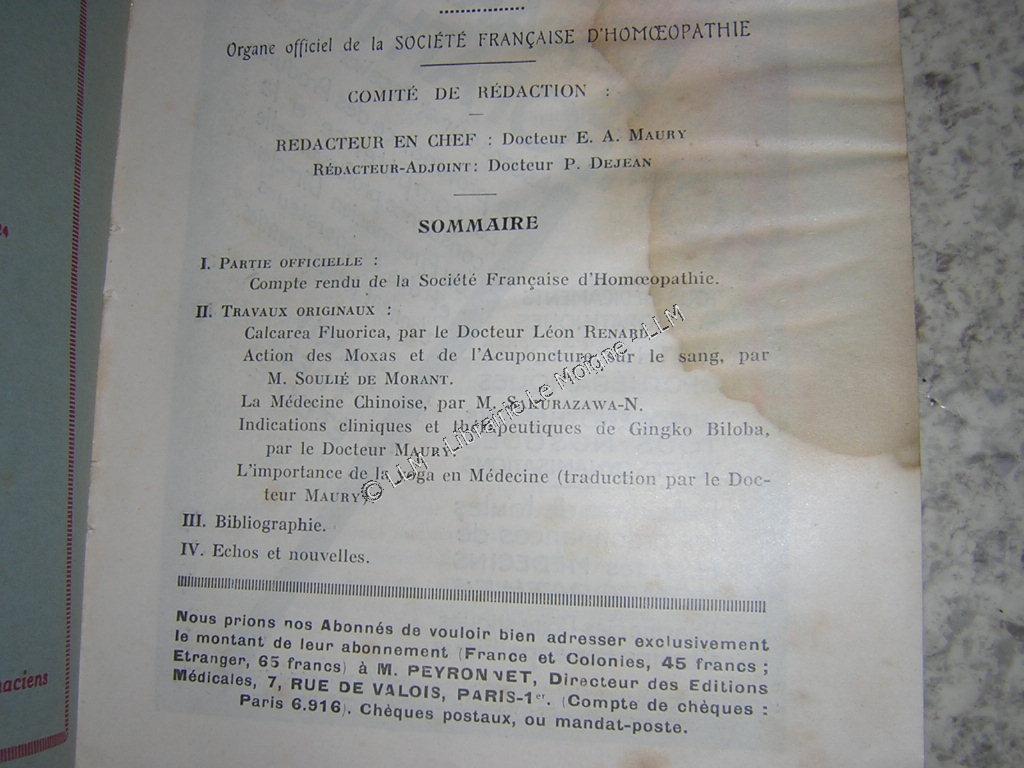 Organe officiel de la SOCIÉTÉ FRANÇAISE D'HOMŒOPATHIE
COMITÉ DE RÉDACTION :
REDACTEUR EN CHEF : Docteur E. A. MAURY
RÉDACTEUR-ADJOINT : Docteur P. DEJEAN
SOMMAIRE
I. PARTIE OFFICIELLE :
Compte rendu de la Société Française d'Homœopathie.
II. TRAVAUX ORIGINAUX :
Calcarea Fluorica, par le Docteur Léon RENARD.
Action des Moxas et de l'Acuponcture sur le sang, par
M. SOULIÉ DE MORANT.
La Médecine Chinoise, par M. SAKURAZAWA-N.
Indications cliniques et thérapeutiques de Gingko Biloba,
par le Docteur MAURY.
L'importance de la Yoga en Médecine (traduction par le Doc-
teur MAURY).
III. Bibliographie.
IV. Echos et nouvelles.
Nous prions nos Abonnés de vouloir bien adresser exclusivement
le montant de leur abonnement (France et Colonies, 45 francs ;
Etranger, 65 francs) à M. PEYRONNET, Directeur des Editions
Médicales, 7, RUE DE VALOIS, PARIS-1er. (Compte de chèques :
Paris 6.916). Chèques postaux, ou mandat-poste.
© LLM - Librairie Le Moigne - LLM
maciens